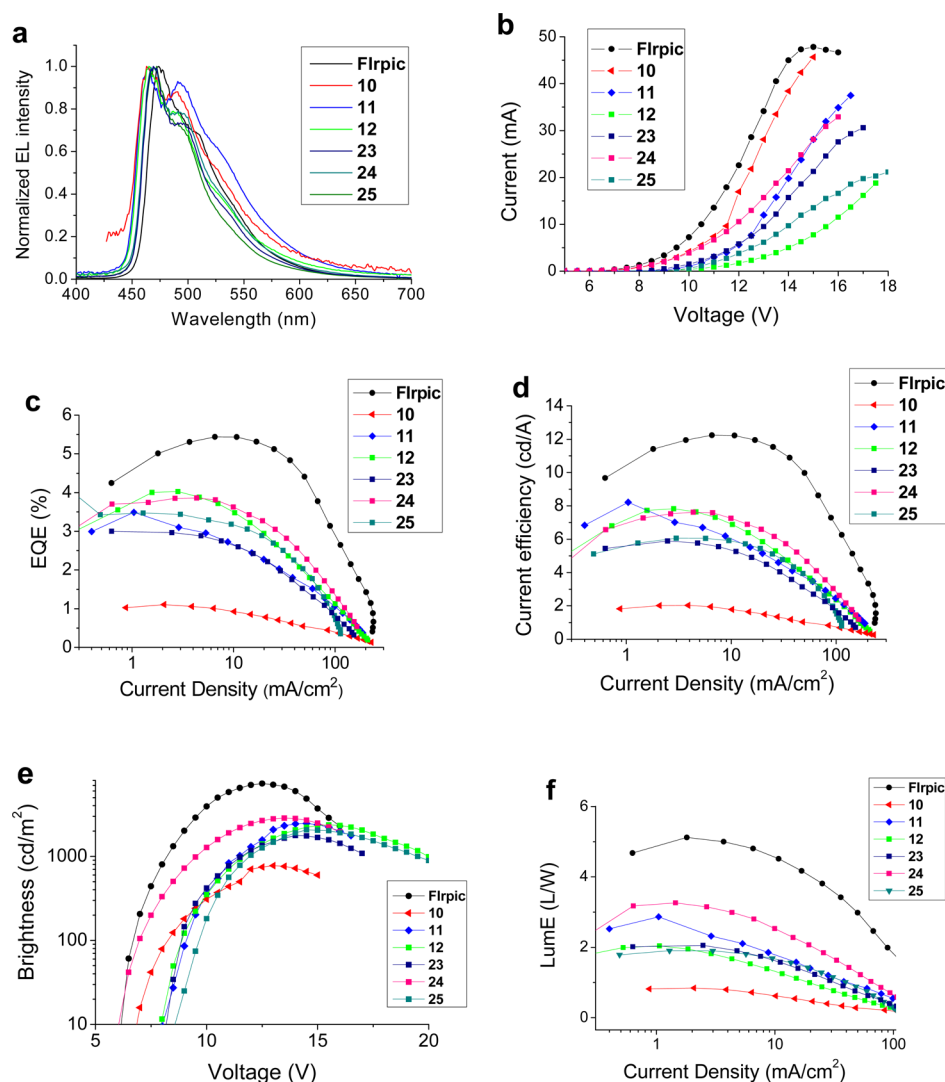 a
Normalized EL intensity
1.0
0.8
0.6
0.4
0.2
0.0
400 450 500 550 600 650 700
Wavelength (nm)
FIrpic
10
11
12
23
24
25
b
Current (mA)
50
40
30
20
10
0
6 8 10 12 14 16 18
Voltage (V)
FIrpic
10
11
12
23
24
25
c
EQE (%)
6
5
4
3
2
1
0
1 10 100
Current Density (mA/cm²)
FIrpic
10
11
12
23
24
25
d
Current efficiency (cd/A)
14
12
10
8
6
4
2
0
1 10 100
Current Density (mA/cm²)
FIrpic
10
11
12
23
24
25
e
Brightness (cd/m²)
1000
100
10
5 10 15 20
Voltage (V)
FIrpic
10
11
12
23
24
25
f
LumE (L/W)
6
4
2
0
1 10 100
Current Density (mA/cm²)
FIrpic
10
11
12
23
24
25